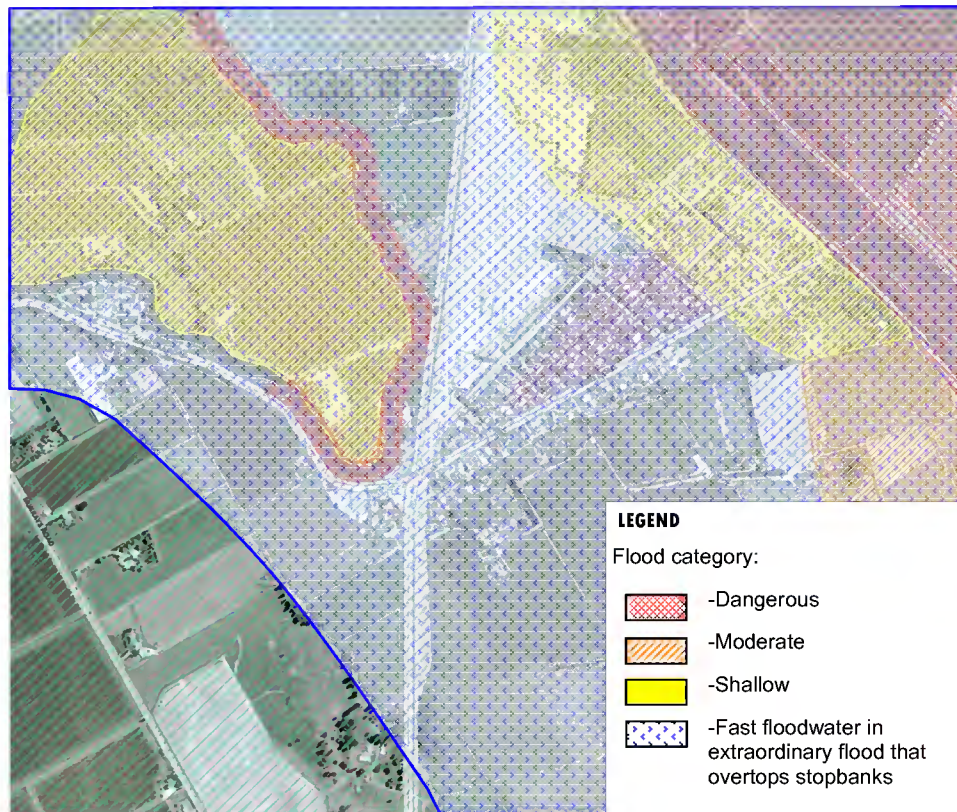 LEGEND
Flood category:
-Dangerous
-Moderate
-Shallow
-Fast floodwater in
extraordinary flood that
overtops stopbanks